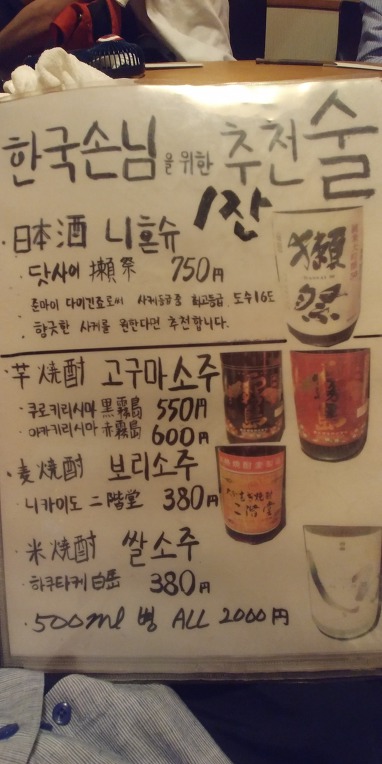 한국손님을 위한 추천술
1잔
·日本酒 니혼슈
·닷사이 獺祭 750円
·준마이 다이긴죠로써 사케등급중 최고등급. 도수16도
·향긋한 사케를 원한다면 추천합니다.
獺祭
芋焼酎 고구마소주
·쿠로키리시마 黒霧島 550円
·아카키리시마 赤霧島 600円
·麦焼酎 보리소주
니카이도 二階堂 380円
二階堂
·米焼酎 쌀소주
·하쿠타케 白岳 380円
·500ml 병 ALL 2000円